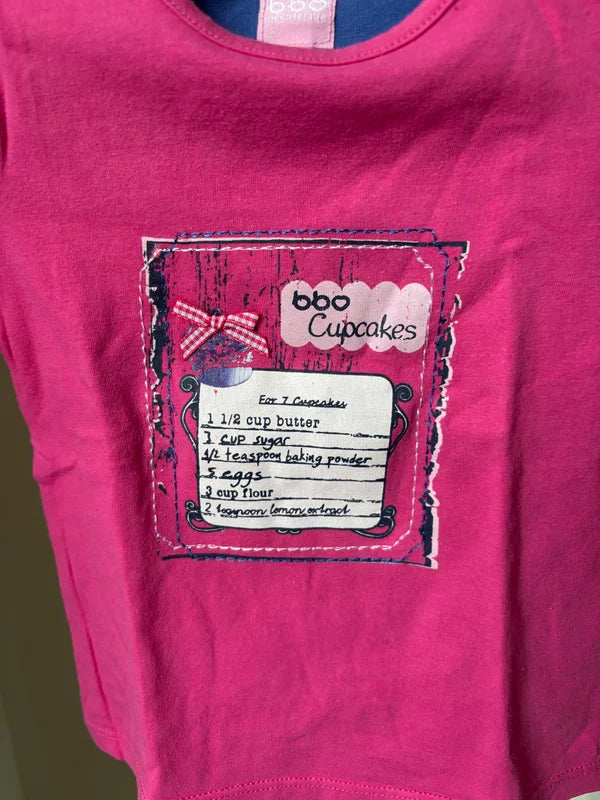 bbo
bbo
Cupcakes
For 7 Cupcakes
1 1/2 cup butter
1 cup sugar
1/2 teaspoon baking powder
5 eggs
3 cup flour
2 teaspoon lemon extract